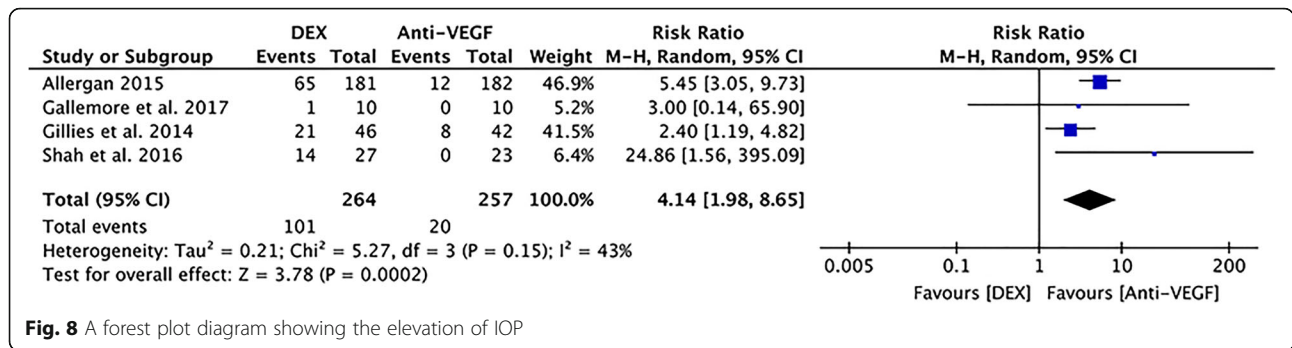 DEX Anti-VEGF Risk Ratio Risk Ratio
Study or Subgroup Events Total Events Total Weight M-H, Random, 95% CI M-H, Random, 95% CI
Allergan 2015 65 181 12 182 46.9% 5.45 [3.05, 9.73]
Gallemore et al. 2017 1 10 0 10 5.2% 3.00 [0.14, 65.90]
Gillies et al. 2014 21 46 8 42 41.5% 2.40 [1.19, 4.82]
Shah et al. 2016 14 27 0 23 6.4% 24.86 [1.56, 395.09]
Total (95% CI) 264 257 100.0% 4.14 [1.98, 8.65]
Total events 101 20
Heterogeneity: Tau² = 0.21; Chi² = 5.27, df = 3 (P = 0.15); I² = 43%
Test for overall effect: Z = 3.78 (P = 0.0002)
0.005 0.1 1 10 200
Favours [DEX] Favours [Anti-VEGF]
Fig. 8 A forest plot diagram showing the elevation of IOP